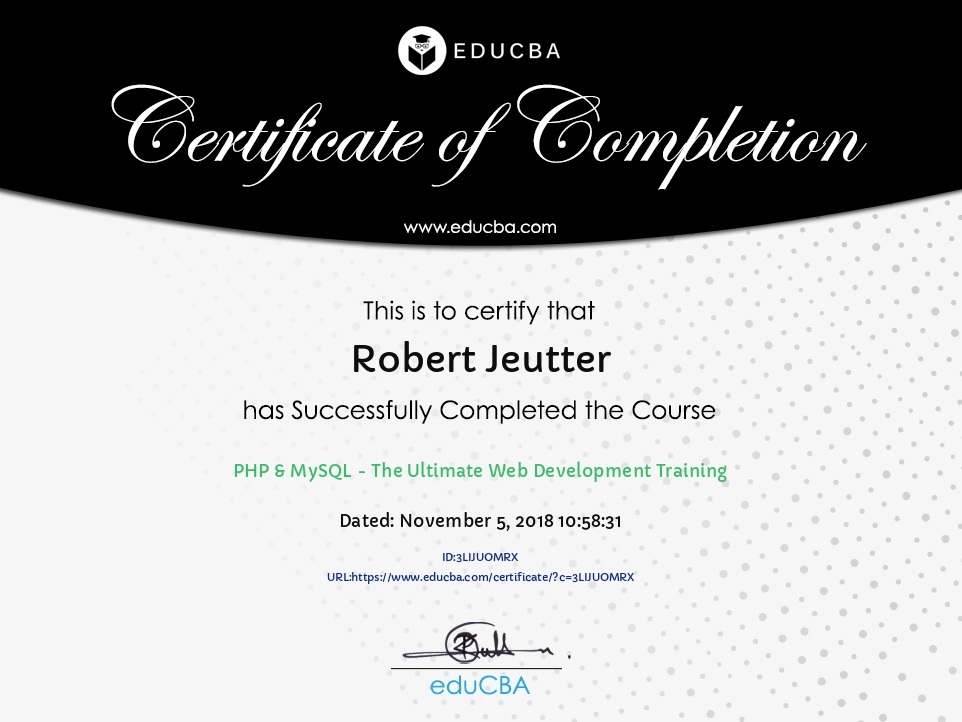 EDUCBA
Certificate of Completion
www.educba.com
This is to certify that
Robert Jeutter
has Successfully Completed the Course
PHP & MySQL - The Ultimate Web Development Training
Dated: November 5, 2018 10:58:31
ID:3LIJUOMRX
URL:https://www.educba.com/certificate/?c=3LIJUOMRX
eduCBA